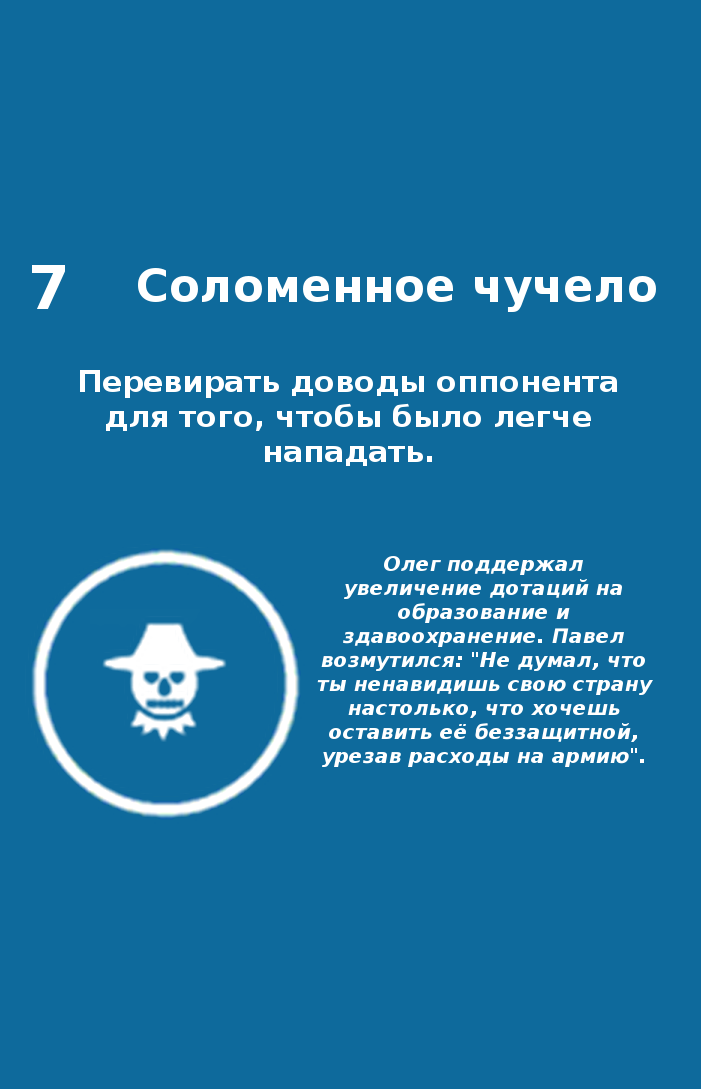 7 Соломенное чучело
Перевирать доводы оппонента
для того, чтобы было легче
нападать.
Олег поддержал
увеличение дотаций на
образование и
здавоохранение. Павел
возмутился: "Не думал, что
ты ненавидишь свою страну
настолько, что хочешь
оставить её беззащитной,
урезав расходы на армию".